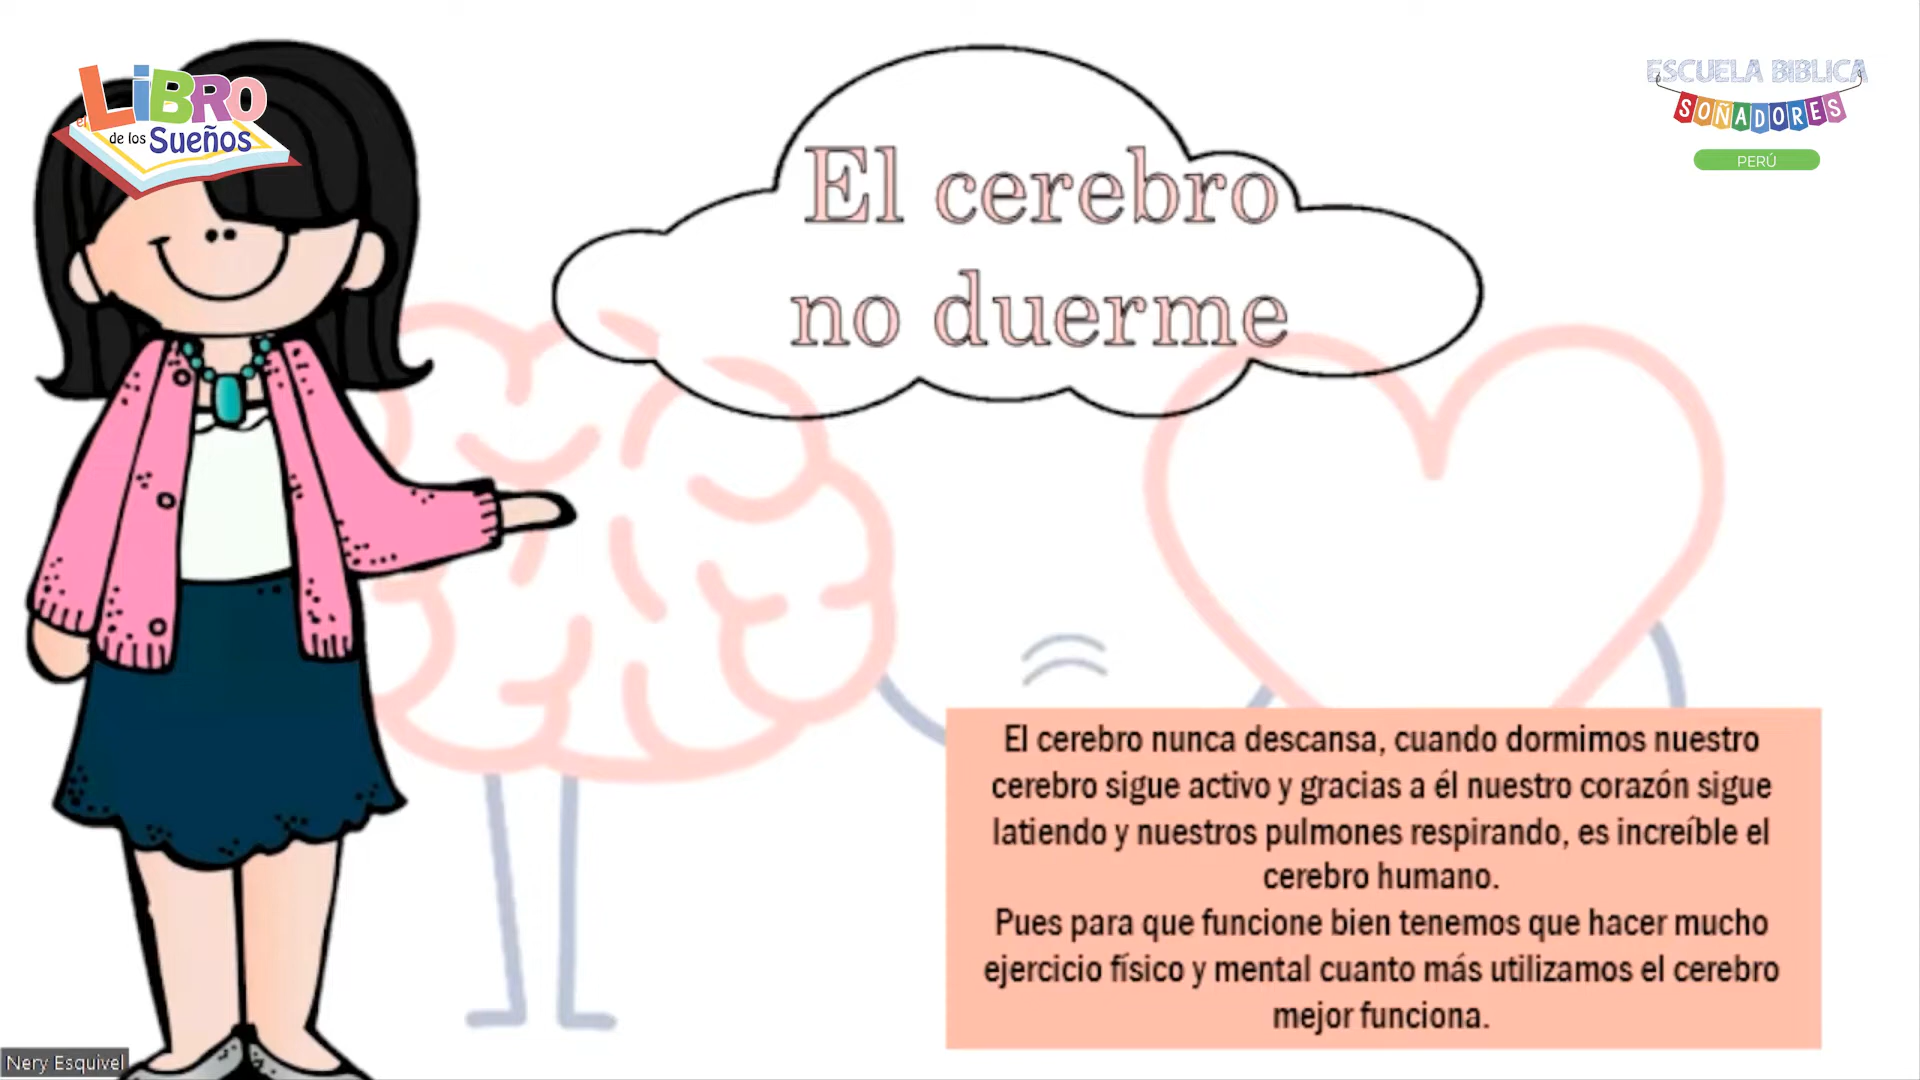 el LiBRO
de los Sueños
ESCUELA BIBLICA
SOÑADORES
PERÚ
El cerebro
no duerme
El cerebro nunca descansa, cuando dormimos nuestro
cerebro sigue activo y gracias a él nuestro corazón sigue
latiendo y nuestros pulmones respirando, es increíble el
cerebro humano.
Pues para que funcione bien tenemos que hacer mucho
ejercicio físico y mental cuanto más utilizamos el cerebro
mejor funciona.
Nery Esquivel